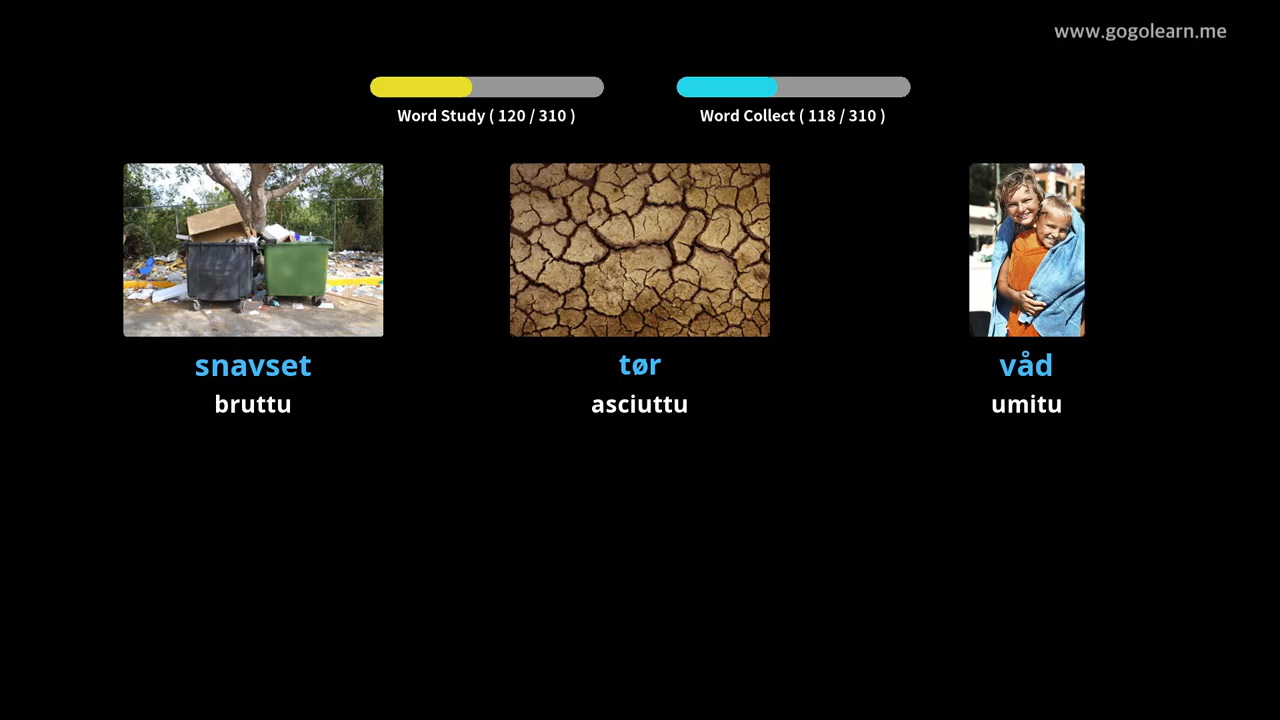 www.gogolearn.me
Word Study ( 120 / 310 )
Word Collect ( 118 / 310 )
snavset
tør
våd
bruttu
asciuttu
umitu